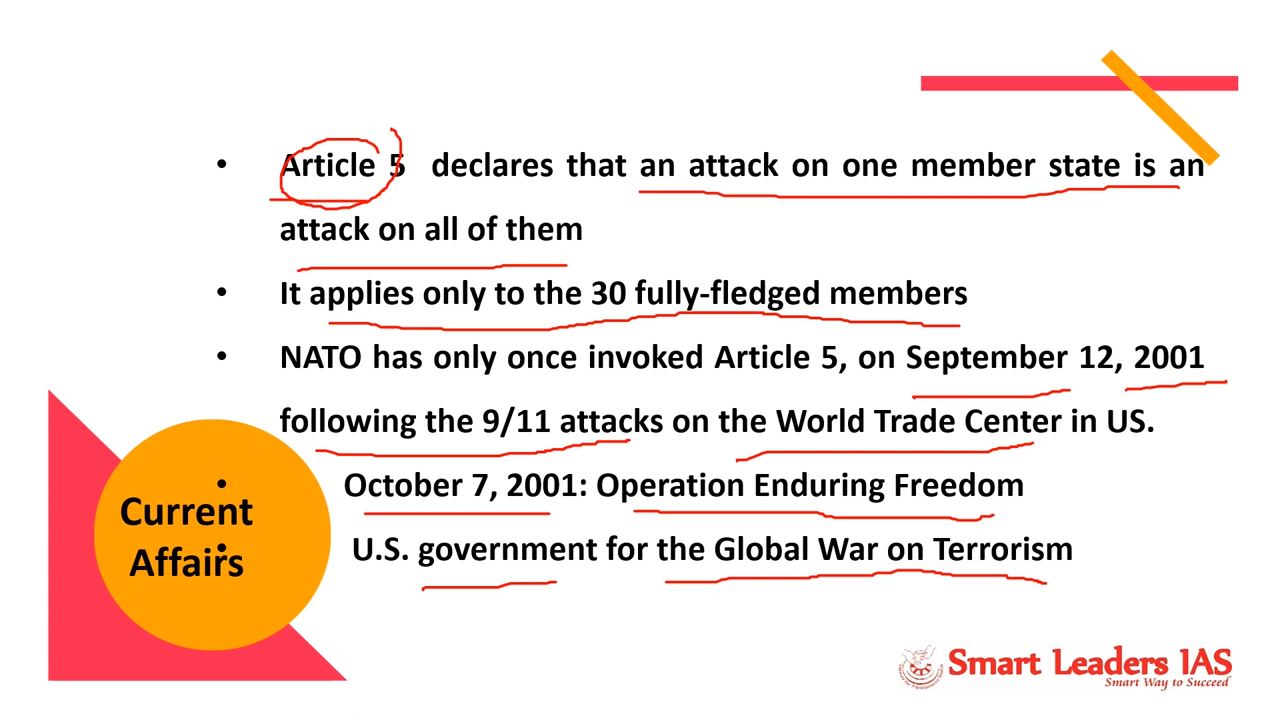 • Article 5 declares that an attack on one member state is an
attack on all of them
• It applies only to the 30 fully-fledged members
• NATO has only once invoked Article 5, on September 12, 2001
following the 9/11 attacks on the World Trade Center in US.
• October 7, 2001: Operation Enduring Freedom
• U.S. government for the Global War on Terrorism
Current
Affairs
Smart Leaders IAS
Smart Way to Succeed